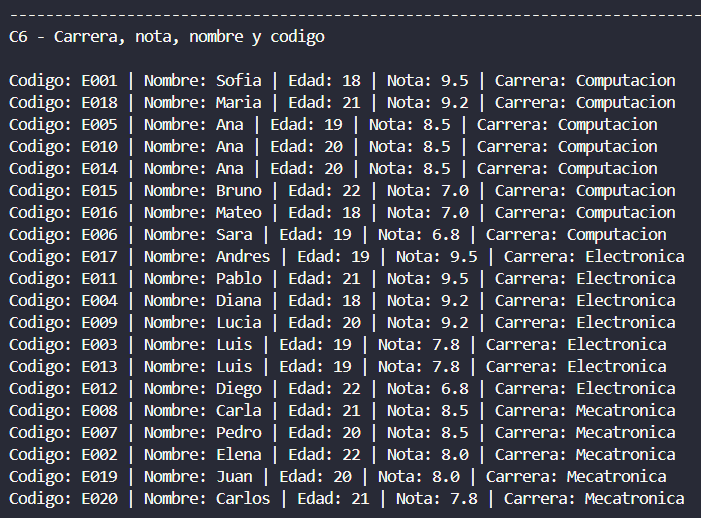 C6 - Carrera, nota, nombre y codigo
Codigo: E001 | Nombre: Sofia | Edad: 18 | Nota: 9.5 | Carrera: Computacion
Codigo: E018 | Nombre: Maria | Edad: 21 | Nota: 9.2 | Carrera: Computacion
Codigo: E005 | Nombre: Ana | Edad: 19 | Nota: 8.5 | Carrera: Computacion
Codigo: E010 | Nombre: Ana | Edad: 20 | Nota: 8.5 | Carrera: Computacion
Codigo: E014 | Nombre: Ana | Edad: 20 | Nota: 8.5 | Carrera: Computacion
Codigo: E015 | Nombre: Bruno | Edad: 22 | Nota: 7.0 | Carrera: Computacion
Codigo: E016 | Nombre: Mateo | Edad: 18 | Nota: 7.0 | Carrera: Computacion
Codigo: E006 | Nombre: Sara | Edad: 19 | Nota: 6.8 | Carrera: Computacion
Codigo: E017 | Nombre: Andres | Edad: 19 | Nota: 9.5 | Carrera: Electronica
Codigo: E011 | Nombre: Pablo | Edad: 21 | Nota: 9.5 | Carrera: Electronica
Codigo: E004 | Nombre: Diana | Edad: 18 | Nota: 9.2 | Carrera: Electronica
Codigo: E009 | Nombre: Lucia | Edad: 20 | Nota: 9.2 | Carrera: Electronica
Codigo: E003 | Nombre: Luis | Edad: 19 | Nota: 7.8 | Carrera: Electronica
Codigo: E013 | Nombre: Luis | Edad: 19 | Nota: 7.8 | Carrera: Electronica
Codigo: E012 | Nombre: Diego | Edad: 22 | Nota: 6.8 | Carrera: Electronica
Codigo: E008 | Nombre: Carla | Edad: 21 | Nota: 8.5 | Carrera: Mecatronica
Codigo: E007 | Nombre: Pedro | Edad: 20 | Nota: 8.5 | Carrera: Mecatronica
Codigo: E002 | Nombre: Elena | Edad: 22 | Nota: 8.0 | Carrera: Mecatronica
Codigo: E019 | Nombre: Juan | Edad: 20 | Nota: 8.0 | Carrera: Mecatronica
Codigo: E020 | Nombre: Carlos | Edad: 21 | Nota: 7.8 | Carrera: Mecatronica